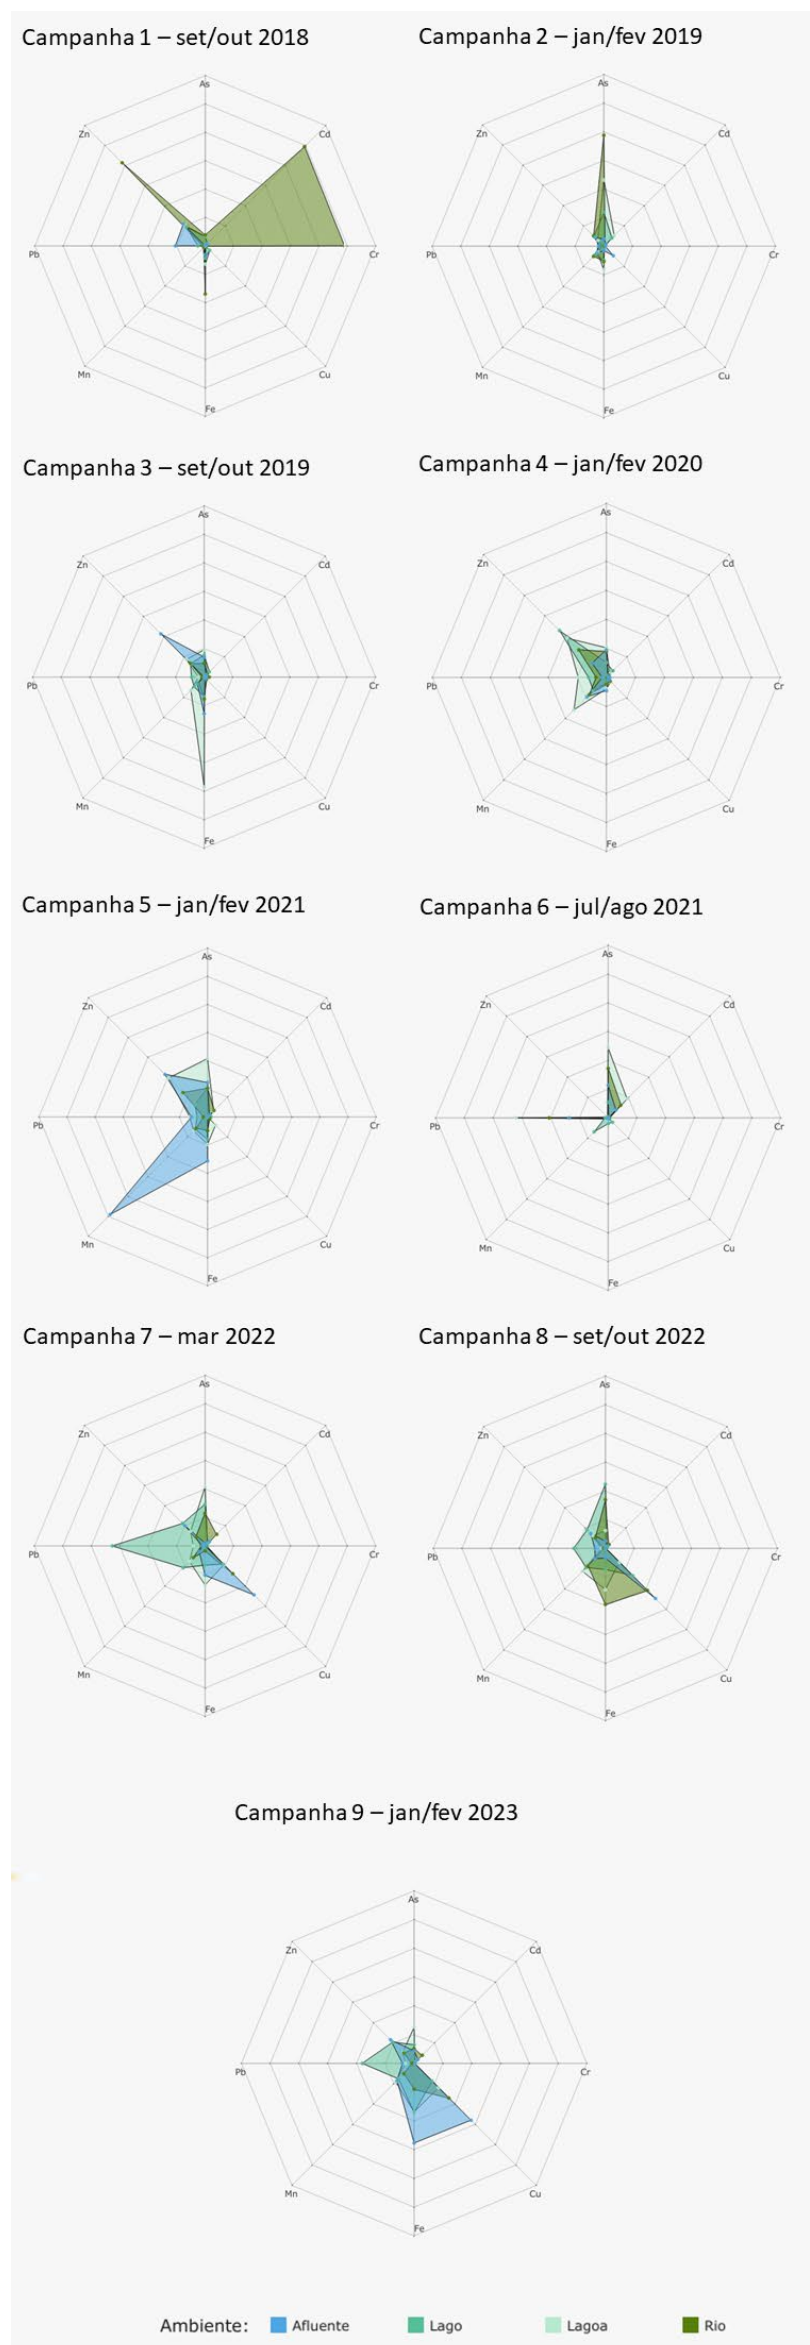 Campanha 1 – set/out 2018
Campanha 2 – jan/fev 2019
As
Zn
Cd
Pb
Cr
Mn
Cu
Fe
As
Zn
Cd
Pb
Cr
Mn
Cu
Fe
Campanha 3 – set/out 2019
Campanha 4 – jan/fev 2020
As
Zn
Cd
Pb
Cr
Mn
Cu
Fe
As
Zn
Cd
Pb
Cr
Mn
Cu
Fe
Campanha 5 – jan/fev 2021
Campanha 6 – jul/ago 2021
As
Zn
Cd
Pb
Cr
Mn
Cu
Fe
As
Zn
Cd
Pb
Cr
Mn
Cu
Fe
Campanha 7 – mar 2022
Campanha 8 – set/out 2022
As
Zn
Cd
Pb
Cr
Mn
Cu
Fe
As
Zn
Cd
Pb
Cr
Mn
Cu
Fe
Campanha 9 – jan/fev 2023
As
Zn
Cd
Pb
Cr
Mn
Cu
Fe
Ambiente: Afluente Lago Lagoa Rio